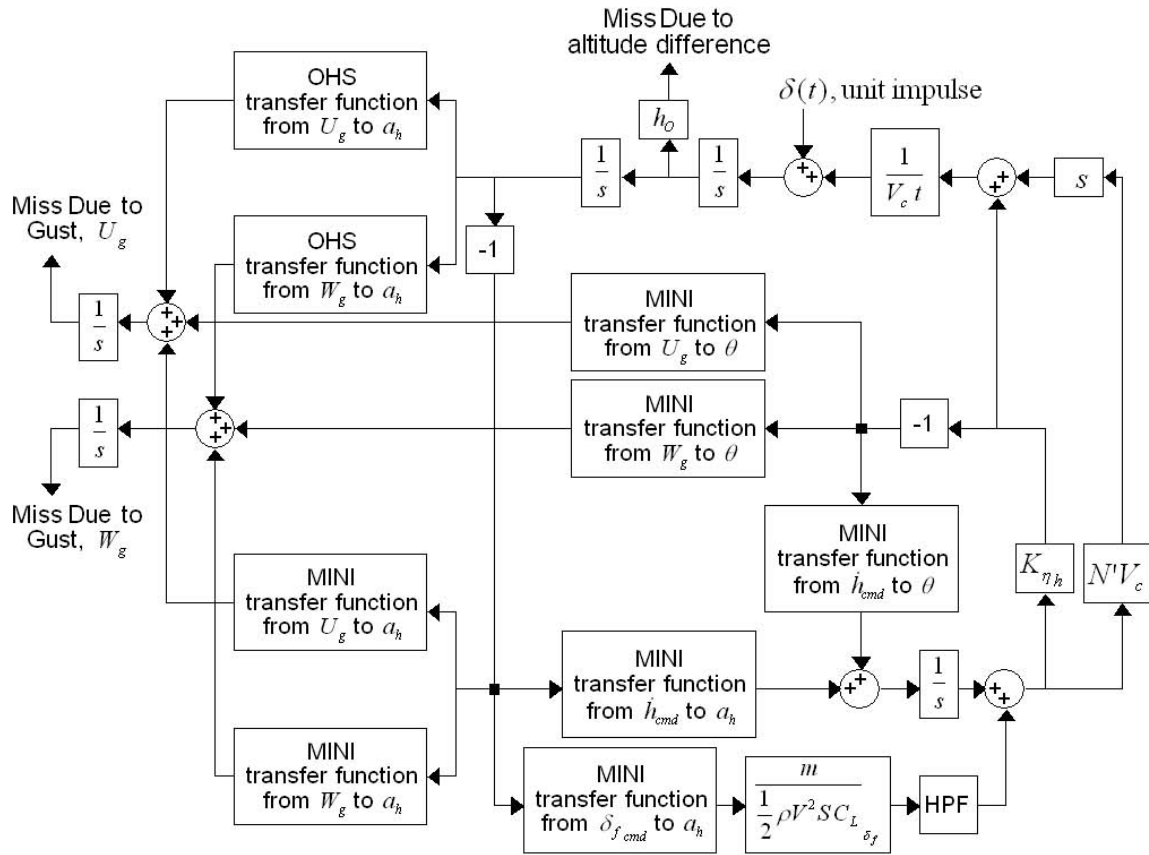 Miss Due to
altitude difference
OHS
transfer function
from U_g to a_h
h_O
δ(t), unit impulse
1/s
1/s
+
+
1/(V_c t)
+
+
s
Miss Due to
Gust, U_g
OHS
transfer function
from W_g to a_h
-1
1/s
+
+
+
MINI
transfer function
from U_g to θ
1/s
+
+
+
MINI
transfer function
from W_g to θ
-1
Miss Due to
Gust, W_g
MINI
transfer function
from ḣ_cmd to θ
K_η_h
N'V_c
MINI
transfer function
from U_g to a_h
MINI
transfer function
from ḣ_cmd to a_h
+
+
1/s
+
+
MINI
transfer function
from W_g to a_h
MINI
transfer function
from δ_f cmd to a_h
m/(1/2 ρV²SC_L_δ_f)
HPF